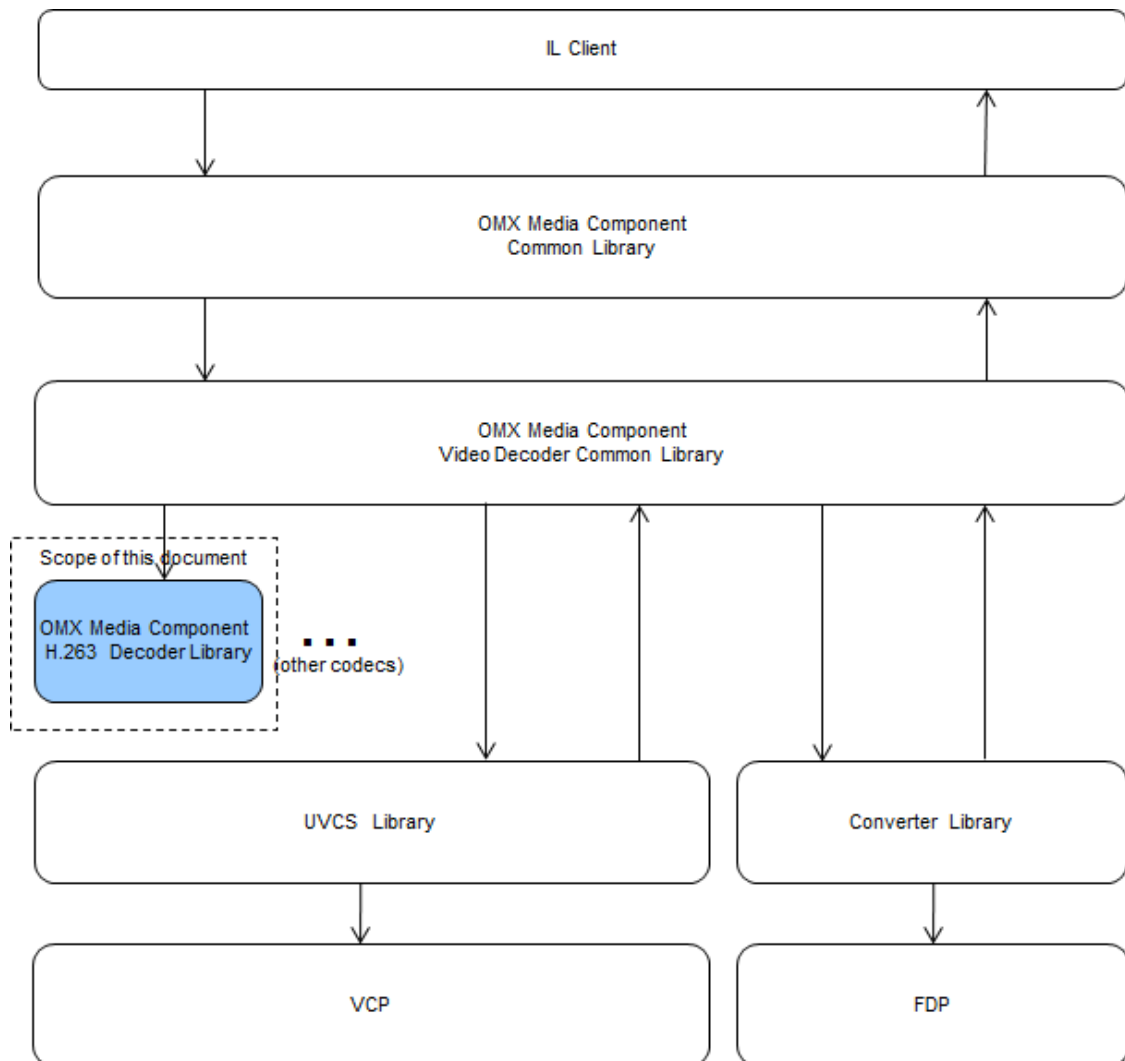 IL Client
OMX Media Component
Common Library
OMX Media Component
Video Decoder Common Library
Scope of this document
OMX Media Component
H.263 Decoder Library
...
(other codecs)
UVCS Library
Converter Library
VCP
FDP